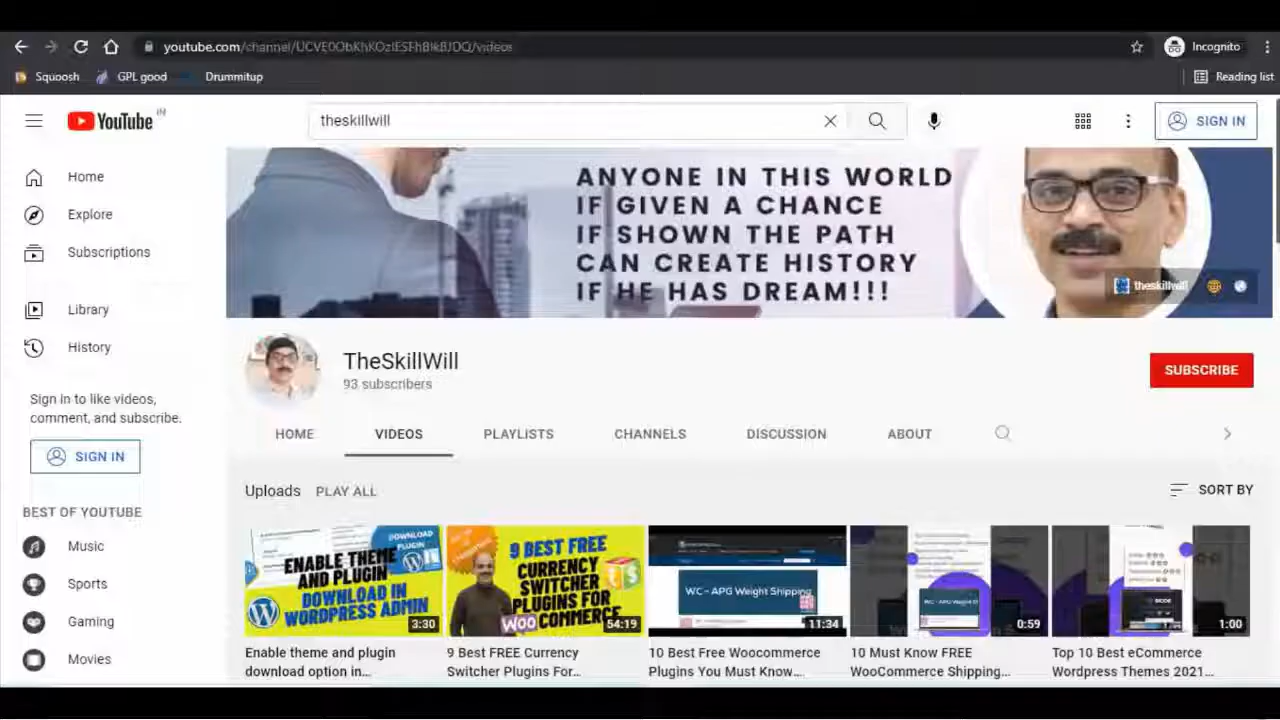 youtube.com/channel/
/videos
Incognito
Squoosh
GPL good
Drummitup
Reading list
YouTube IN
theskillwill
SIGN IN
Home
Explore
Subscriptions
Library
History
Sign in to like videos,
comment, and subscribe.
SIGN IN
BEST OF YOUTUBE
Music
Sports
Gaming
Movies
ANYONE IN THIS WORLD
IF GIVEN A CHANCE
IF SHOWN THE PATH
CAN CREATE HISTORY
IF HE HAS DREAM!!!
theskillwill
TheSkillWill
93 subscribers
SUBSCRIBE
HOME
VIDEOS
PLAYLISTS
CHANNELS
DISCUSSION
ABOUT
Uploads
PLAY ALL
SORT BY
DOWNLOAD
PLUGIN
ENABLE THEME
AND PLUGIN
DOWNLOAD IN
WORDPRESS ADMIN
3:30
Enable theme and plugin
download option in...
9 BEST FREE
CURRENCY
SWITCHER
PLUGINS FOR
WOO COMMERCE
54:19
9 Best FREE Currency
Switcher Plugins For...
WC - APG Weight Shipping
11:34
10 Best Free Woocommerce
Plugins You Must Know....
0:59
10 Must Know FREE
WooCommerce Shipping...
1:00
Top 10 Best eCommerce
Wordpress Themes 2021...